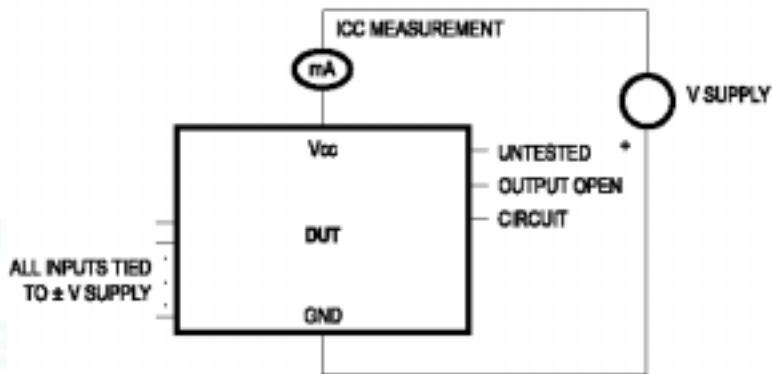 ICC MEASUREMENT
mA
V SUPPLY
Vcc
UNTESTED
+
OUTPUT OPEN
CIRCUIT
DUT
ALL INPUTS TIED
TO ± V SUPPLY
GND